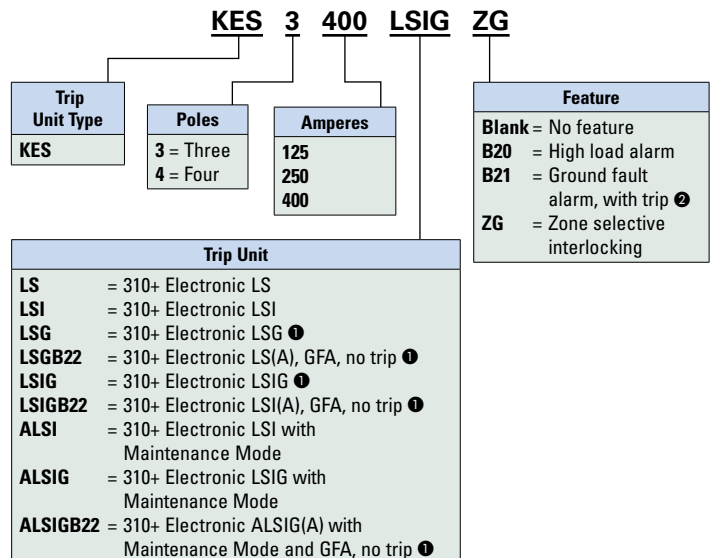 KES 3 400 LSIG ZG
Trip
Unit Type
KES
Poles
3 = Three
4 = Four
Amperes
125
250
400
Feature
Blank = No feature
B20 = High load alarm
B21 = Ground fault
alarm, with trip ❷
ZG = Zone selective
interlocking
Trip Unit
LS = 310+ Electronic LS
LSI = 310+ Electronic LSI
LSG = 310+ Electronic LSG ❶
LSGB22 = 310+ Electronic LS(A), GFA, no trip ❶
LSIG = 310+ Electronic LSIG ❶
LSIGB22 = 310+ Electronic LSI(A), GFA, no trip ❶
ALSI = 310+ Electronic LSI with
Maintenance Mode
ALSIG = 310+ Electronic LSIG with
Maintenance Mode
ALSIGB22 = 310+ Electronic ALSIG(A) with
Maintenance Mode and GFA, no trip ❶